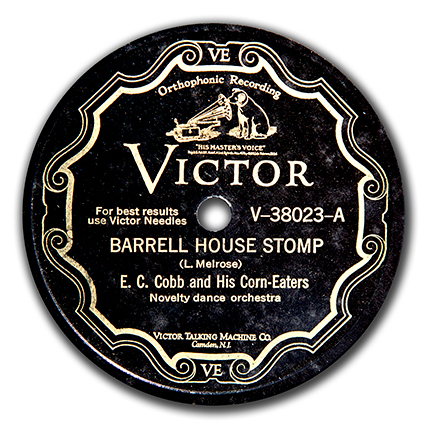 VE
Orthophonic Recording
"HIS MASTER'S VOICE"
VICTOR
For best results
use Victor Needles
V-38023-A
BARRELL HOUSE STOMP
(L. Melrose)
E. C. Cobb and His Corn-Eaters
Novelty dance orchestra
VICTOR TALKING MACHINE CO.
Camden, N.J.
VE